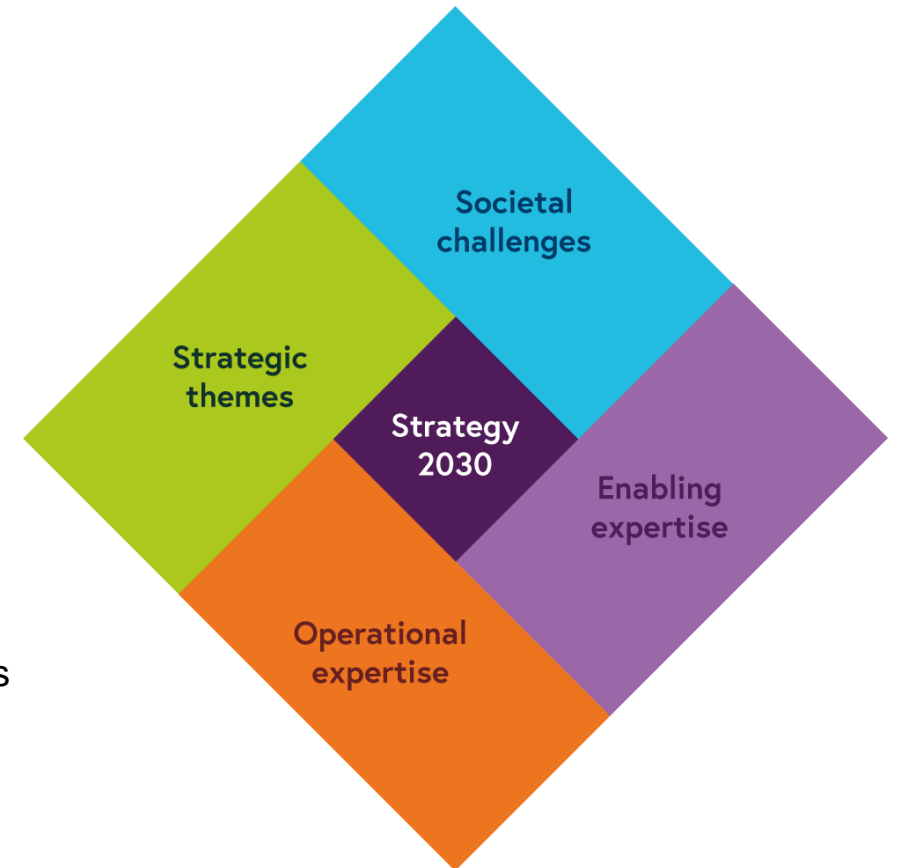 Societal
challenges
Strategic
themes
Strategy
2030
Enabling
expertise
Operational
expertise
s